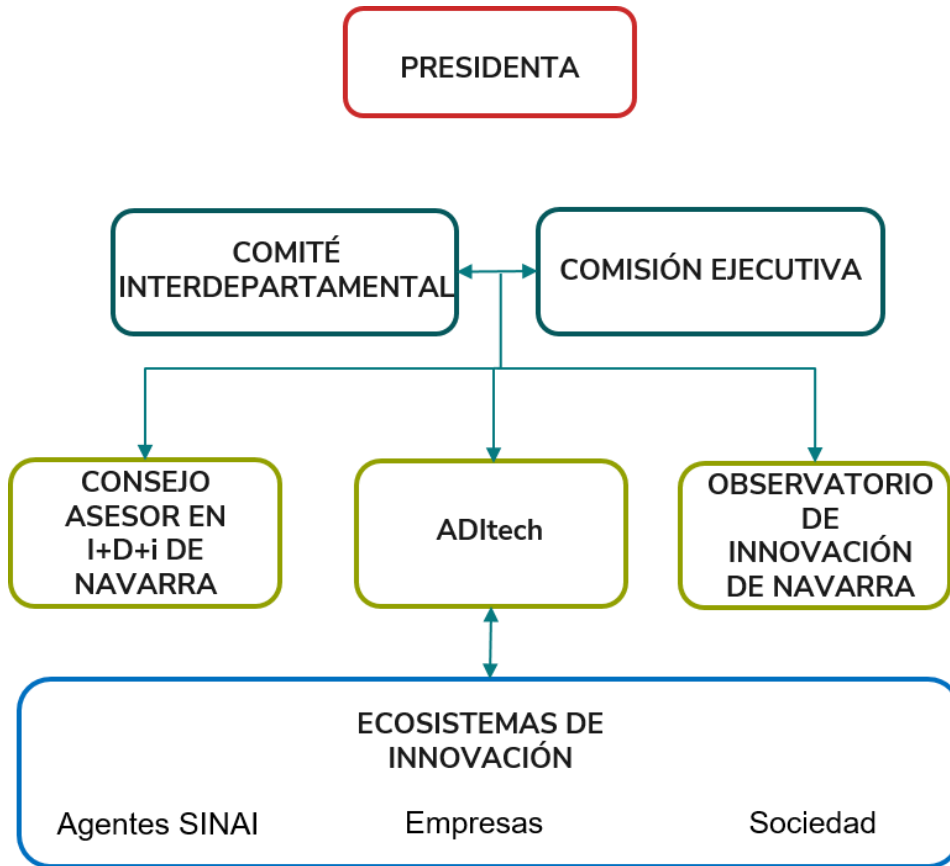 PRESIDENTA
COMITÉ
INTERDEPARTAMENTAL
COMISIÓN EJECUTIVA
CONSEJO
ASESOR EN
I+D+i DE
NAVARRA
ADItech
OBSERVATORIO
DE
INNOVACIÓN
DE NAVARRA
ECOSISTEMAS DE
INNOVACIÓN
Agentes SINAI
Empresas
Sociedad